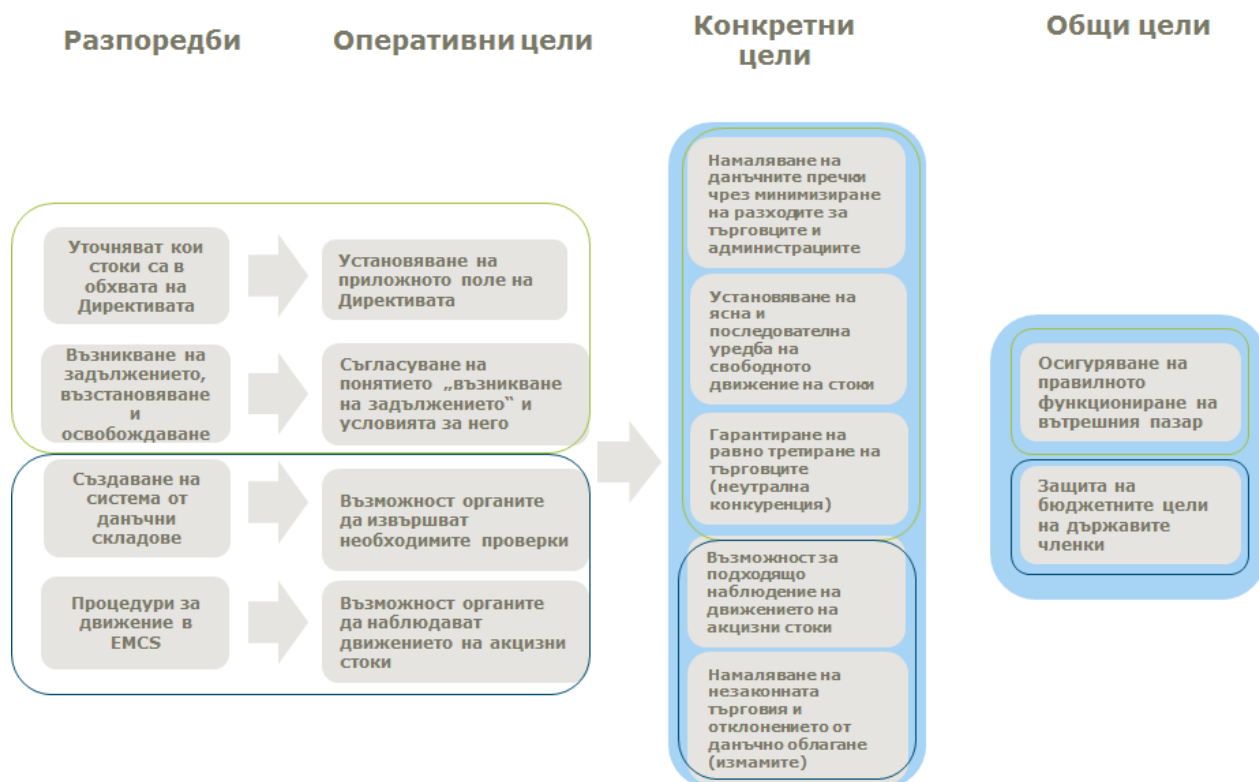 Разпоредби
Оперативни цели
Конкретни
цели
Общи цели
Уточняват кои
стоки са в
обхвата на
Директивата
Установяване на
приложното поле на
Директивата
Възникване на
задължението,
възстановяване
и
освобождаване
Съгласуване на
понятието „възникване
на задължението“ и
условията за него
Създаване на
система от
данъчни
складове
Възможност органите
да извършват
необходимите проверки
Процедури за
движение в
EMCS
Възможност органите
да наблюдават
движението на акцизни
стоки
Намаляване на
данъчните пречки
чрез минимизиране
на разходите за
търговците и
администрациите
Установяване на
ясна и
последователна
уредба на
свободното
движение на стоки
Гарантиране на
равно третиране на
търговците
(неутрална
конкуренция)
Възможност за
подходящо
наблюдение на
движението на
акцизни стоки
Намаляване на
незаконната
търговия и
отклонението от
данъчно облагане
(измамите)
Осигуряване на
правилното
функциониране на
вътрешния пазар
Защита на
бюджетните цели
на държавите
членки